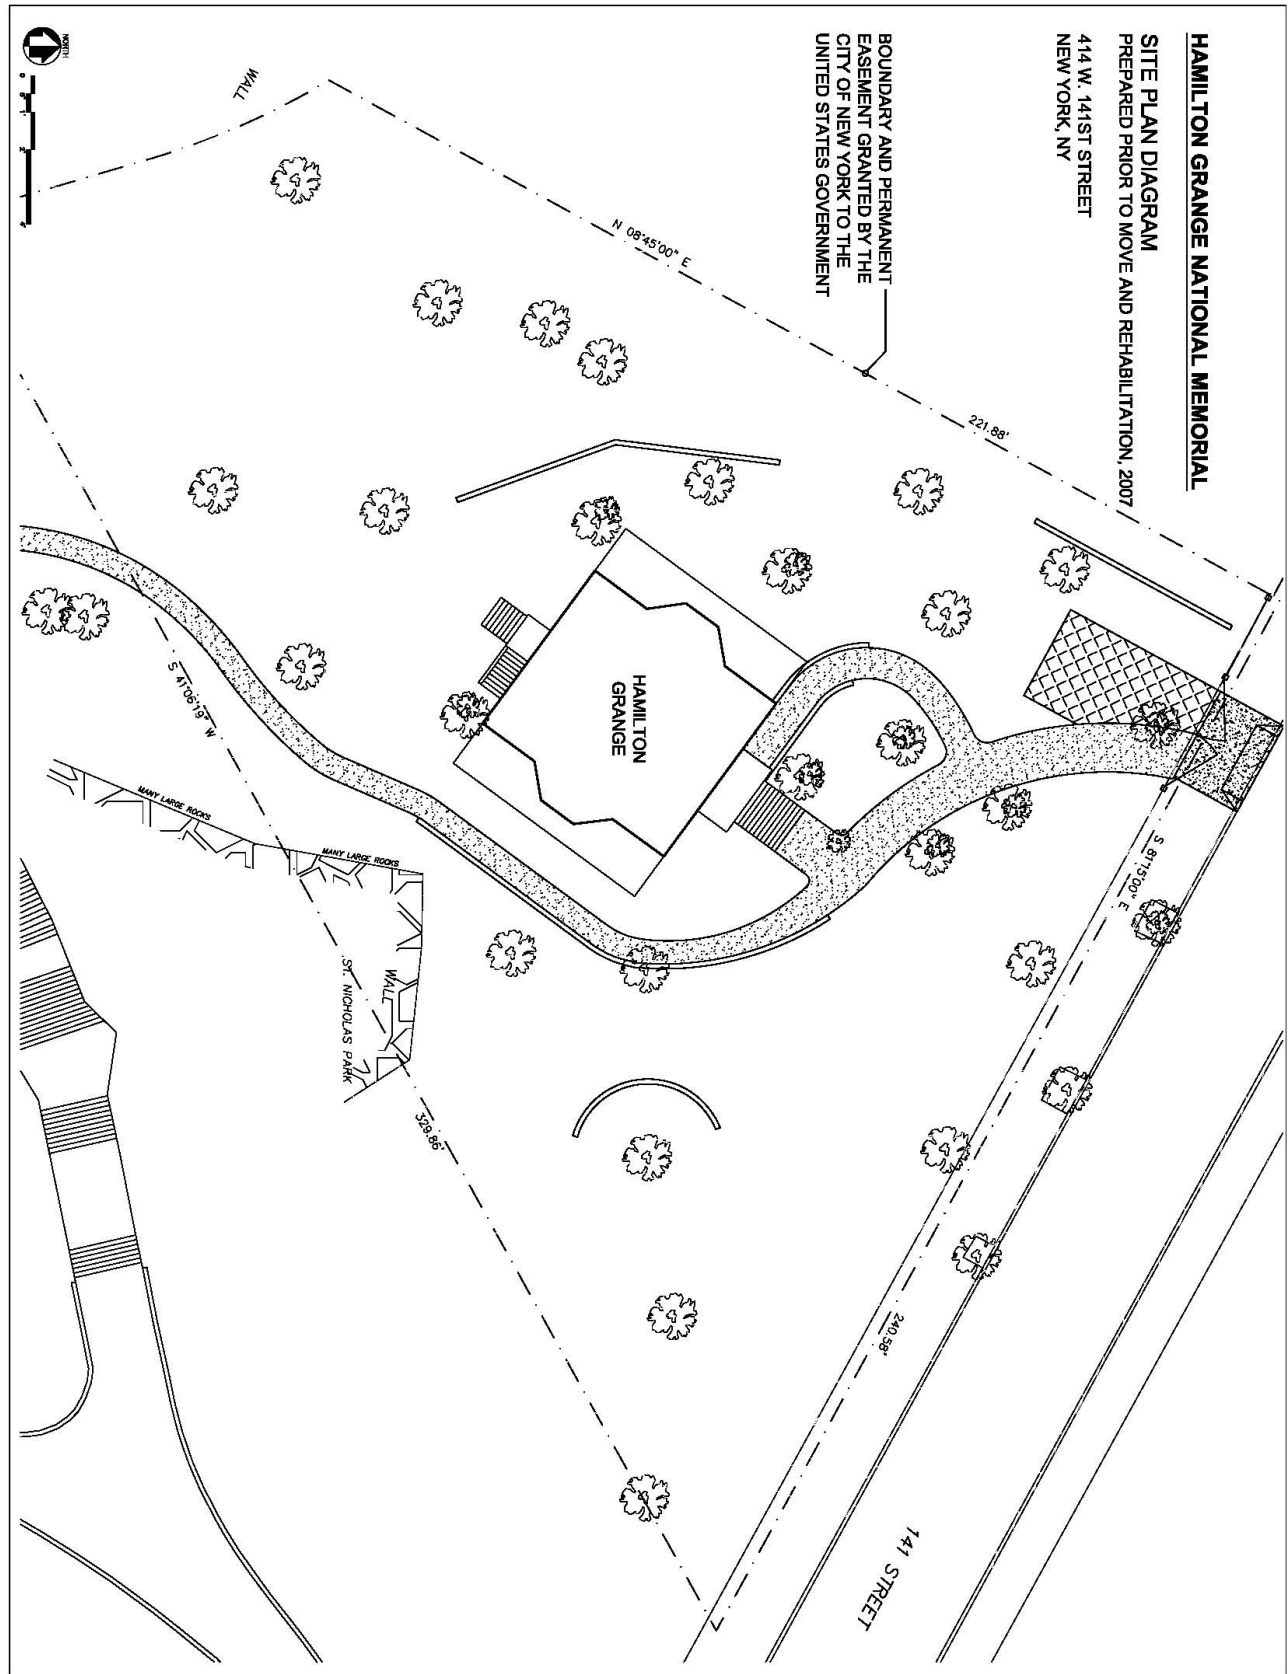 HAMILTON GRANGE NATIONAL MEMORIAL
SITE PLAN DIAGRAM
PREPARED PRIOR TO MOVE AND REHABILITATION, 2007
414 W. 141ST STREET
NEW YORK, NY
BOUNDARY AND PERMANENT
EASEMENT GRANTED BY THE
CITY OF NEW YORK TO THE
UNITED STATES GOVERNMENT
221.88'
N 08°45'00" E
WALL
NORTH
HAMILTON
GRANGE
S 81°15'00" E
240.58'
141 STREET
S 41°06'19" W
329.86'
MANY LARGE ROCKS
MANY LARGE ROCKS
WALL
ST. NICHOLAS PARK